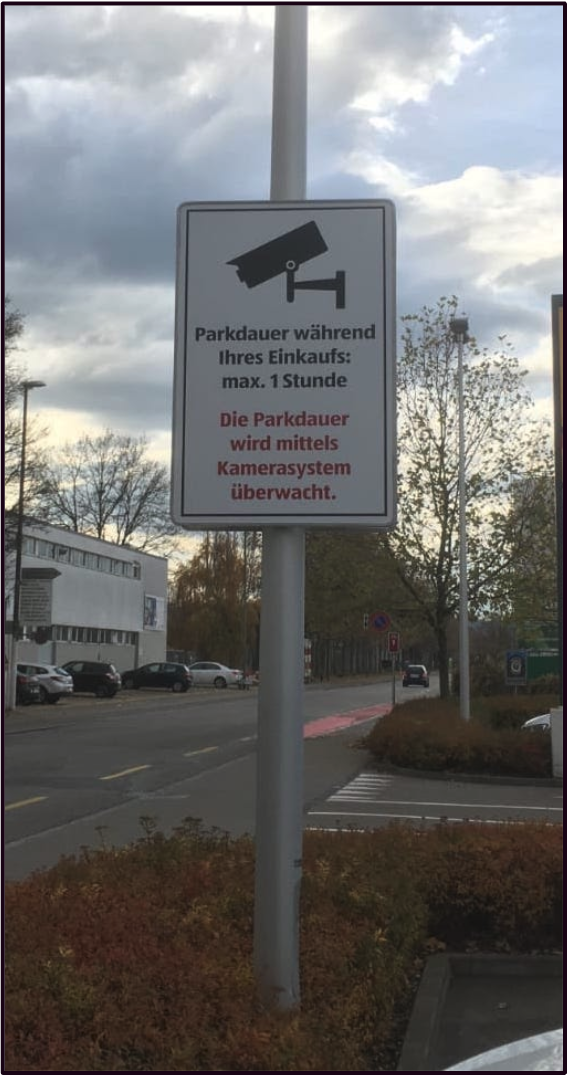 Parkdauer während
Ihres Einkaufs:
max. 1 Stunde
Die Parkdauer
wird mittels
Kamerasystem
überwacht.